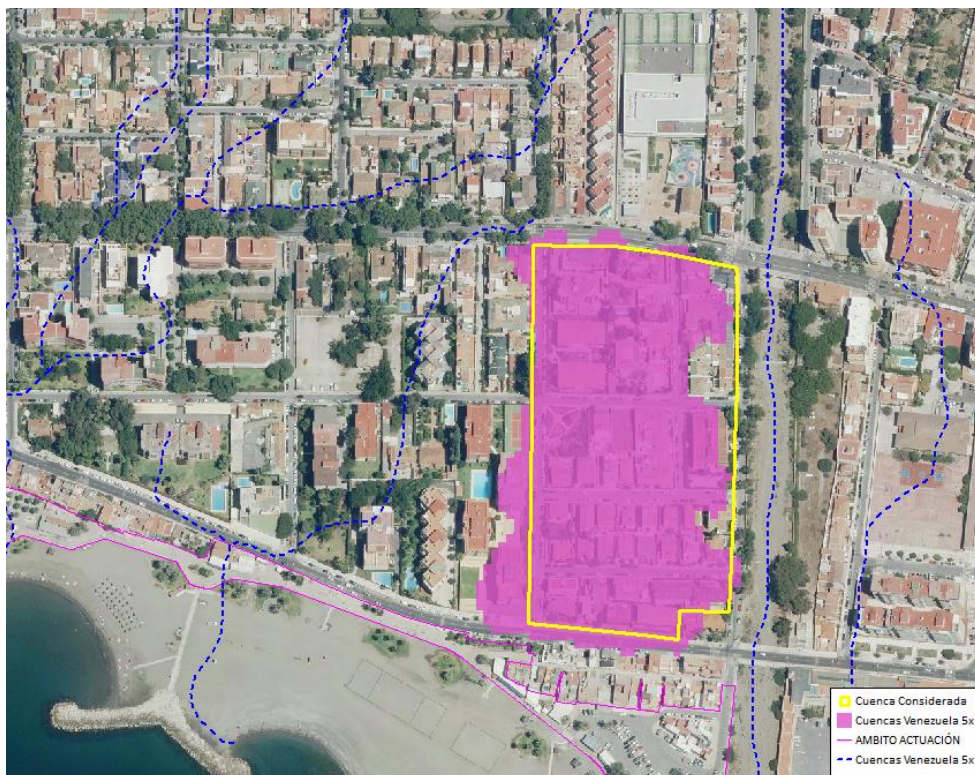 Cuenca Considerada
Cuencas Venezuela 5x
AMBITO ACTUACIÓN
Cuencas Venezuela 5x